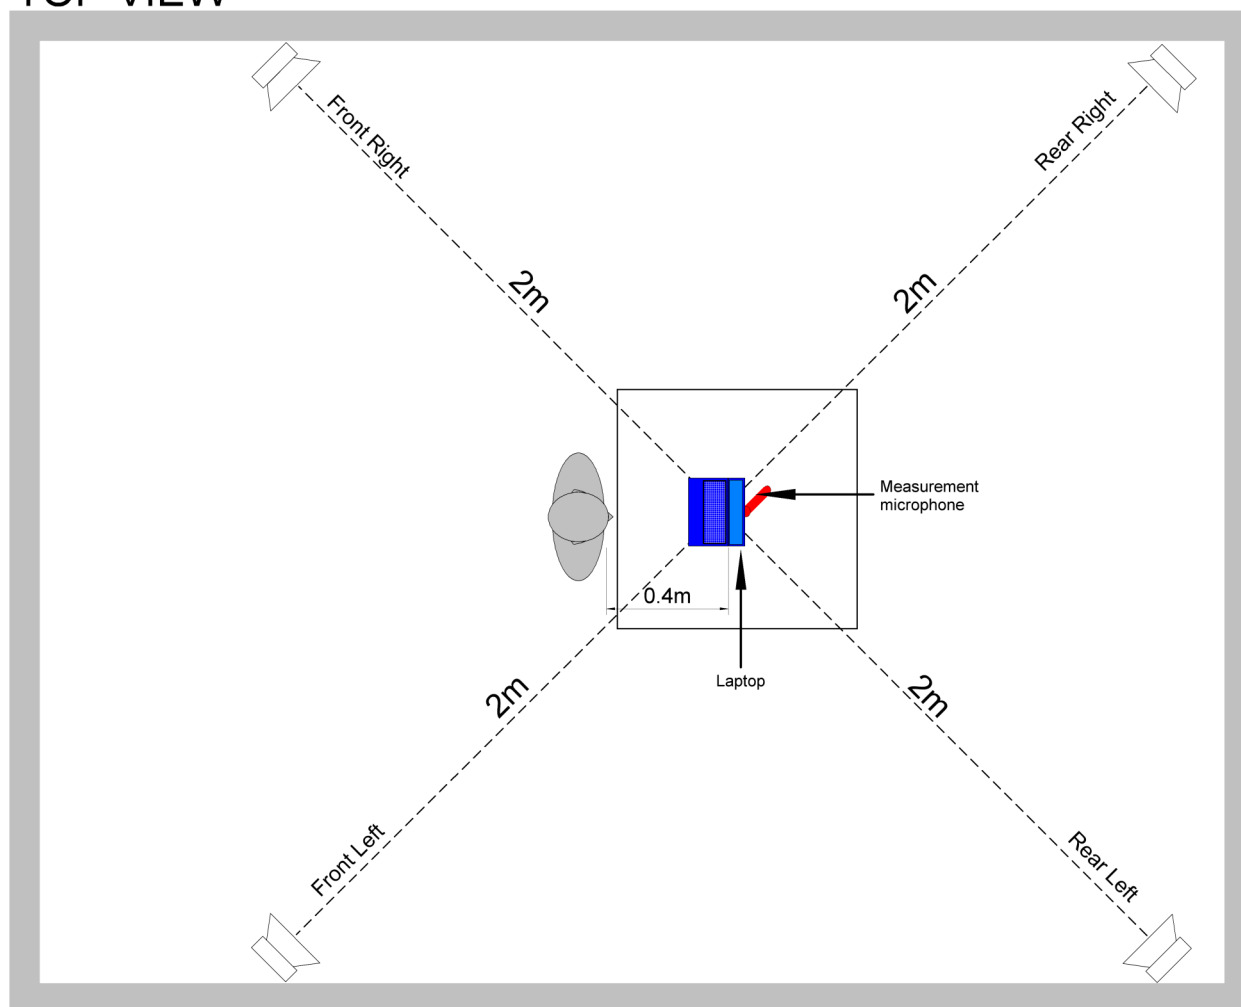 TOP VIEW
Front Right
Rear Right
2m
2m
Measurement
microphone
0.4m
Laptop
2m
2m
Front Left
Rear Left